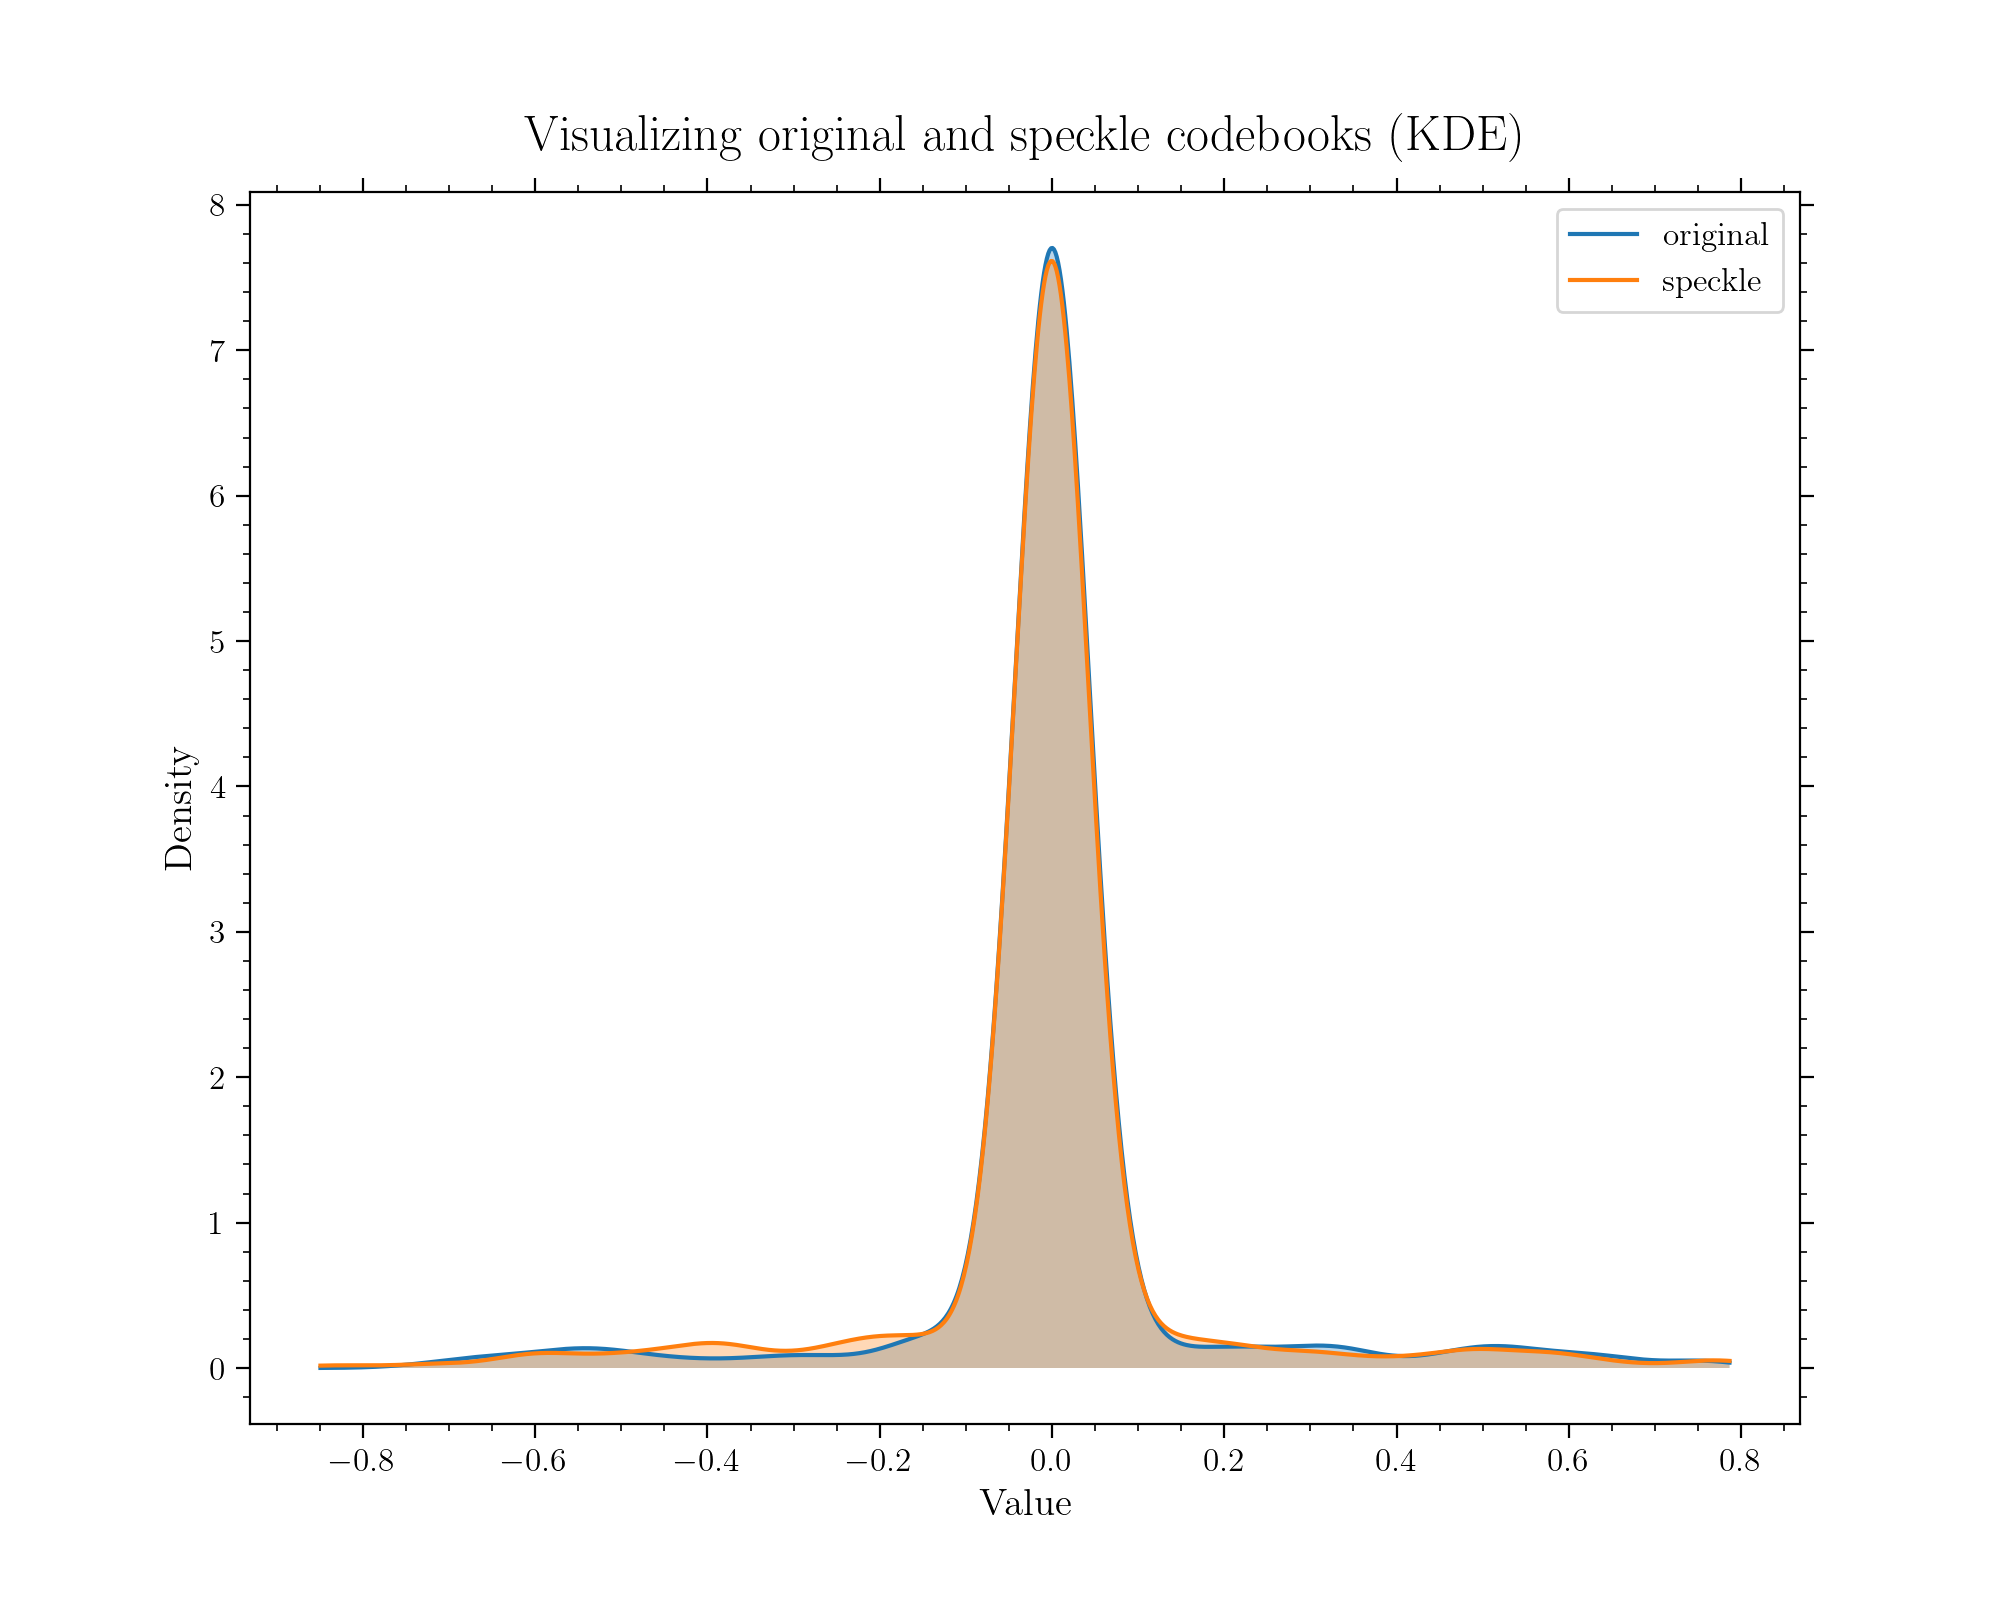 Visualizing original and speckle codebooks (KDE)
original
speckle
8
7
6
5
4
3
2
1
0
Density
−0.8 −0.6 −0.4 −0.2 0.0 0.2 0.4 0.6 0.8
Value